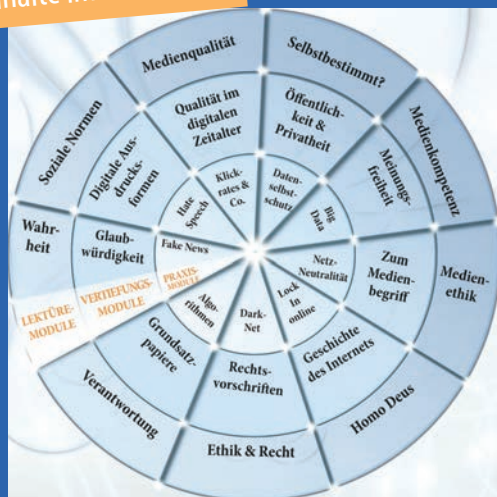 Medienqualität
Selbstbestimmt?
Medienkompetenz
Medien-
ethik
Homo Deus
Ethik & Recht
Verantwortung
LEKTÜRE-
MODULE
Wahr-
heit
Soziale Normen
Qualität im
digitalen
Zeitalter
Öffentlich-
keit &
Privatheit
Meinungs-
freiheit
Zum
Medien-
begriff
Geschichte
des Internets
Rechts-
vorschriften
Grundsatz-
papiere
VERTIEFUNGS-
MODULE
Glaub-
würdigkeit
Digitale Aus-
drucks-
formen
Klick-
rates &
Co.
Daten-
selbst-
schutz
Big
Data
Netz-
Neutralität
Lock
In
online
Dark-
Net
Algo-
rithmen
PRAXIS-
MODULE
Fake News
Hate
Speech